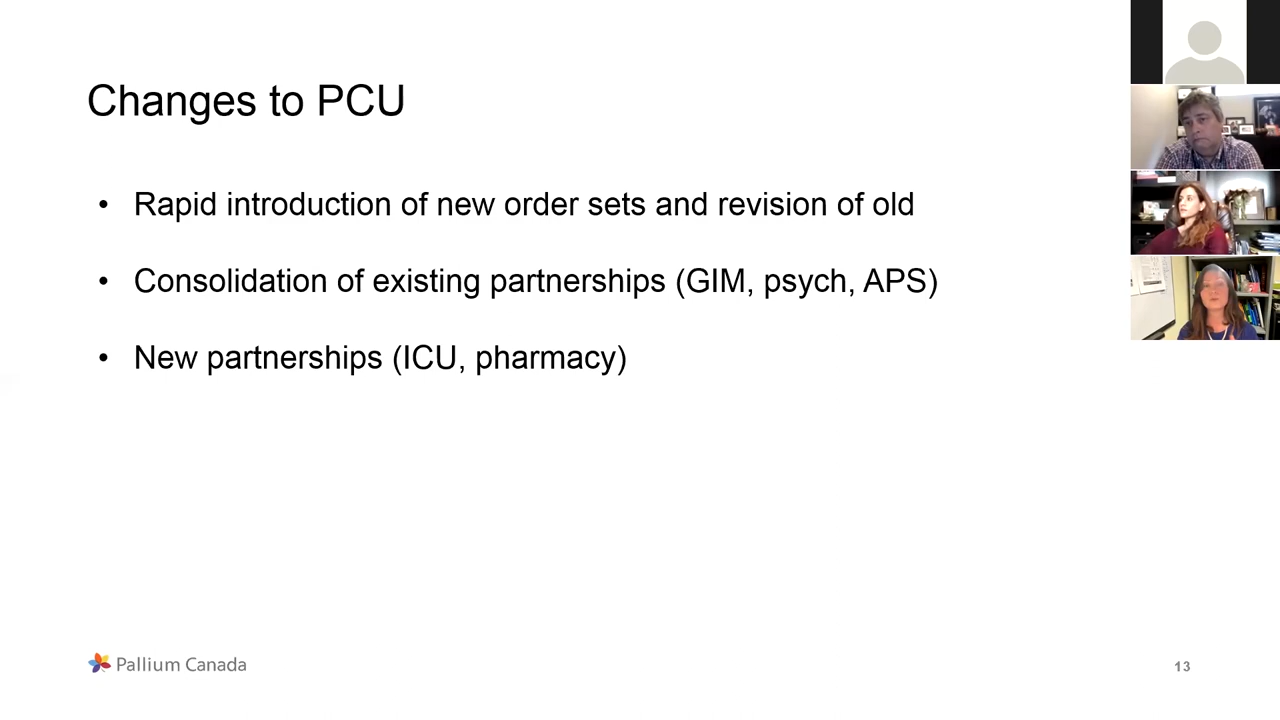 Changes to PCU
• Rapid introduction of new order sets and revision of old
• Consolidation of existing partnerships (GIM, psych, APS)
• New partnerships (ICU, pharmacy)
Pallium Canada
13